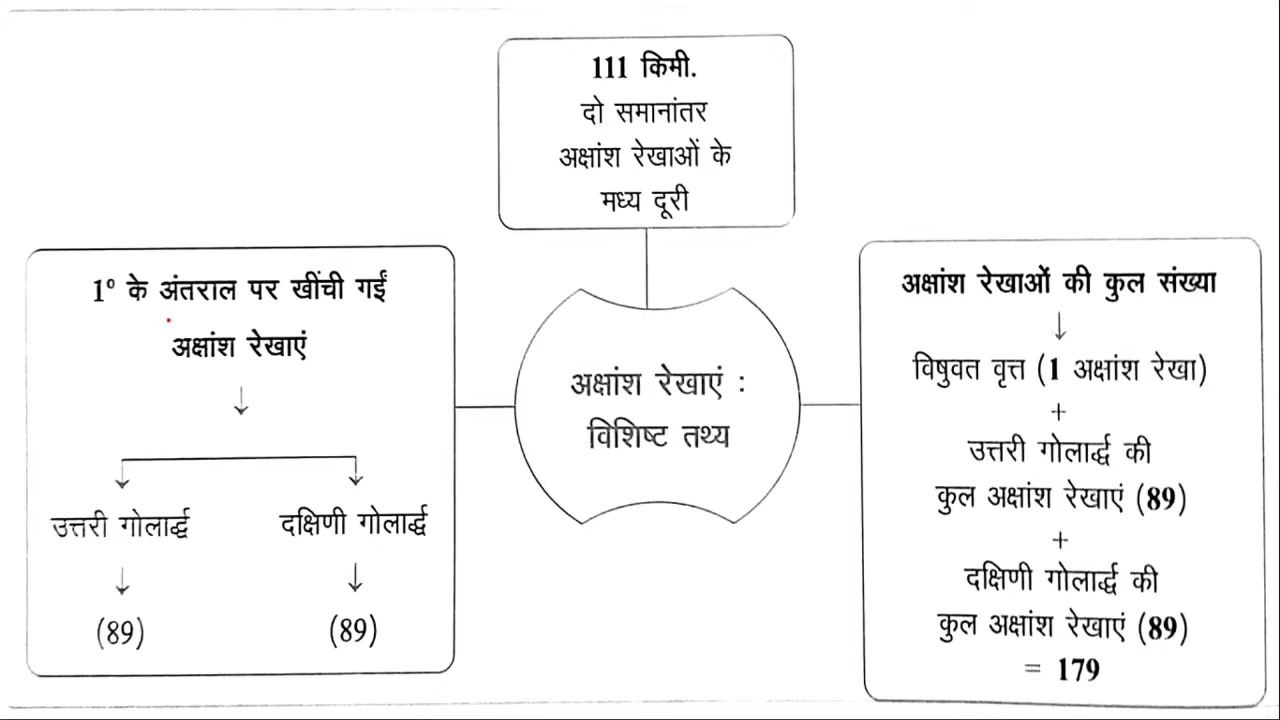 111 किमी.
दो समानांतर
अक्षांश रेखाओं के
मध्य दूरी
1° के अंतराल पर खींची गईं
अक्षांश रेखाएं
↓
उत्तरी गोलार्द्ध
दक्षिणी गोलार्द्ध
↓
↓
(89)
(89)
अक्षांश रेखाएं :
विशिष्ट तथ्य
अक्षांश रेखाओं की कुल संख्या
↓
विषुवत वृत्त (1 अक्षांश रेखा)
+
उत्तरी गोलार्द्ध की
कुल अक्षांश रेखाएं (89)
+
दक्षिणी गोलार्द्ध की
कुल अक्षांश रेखाएं (89)
= 179